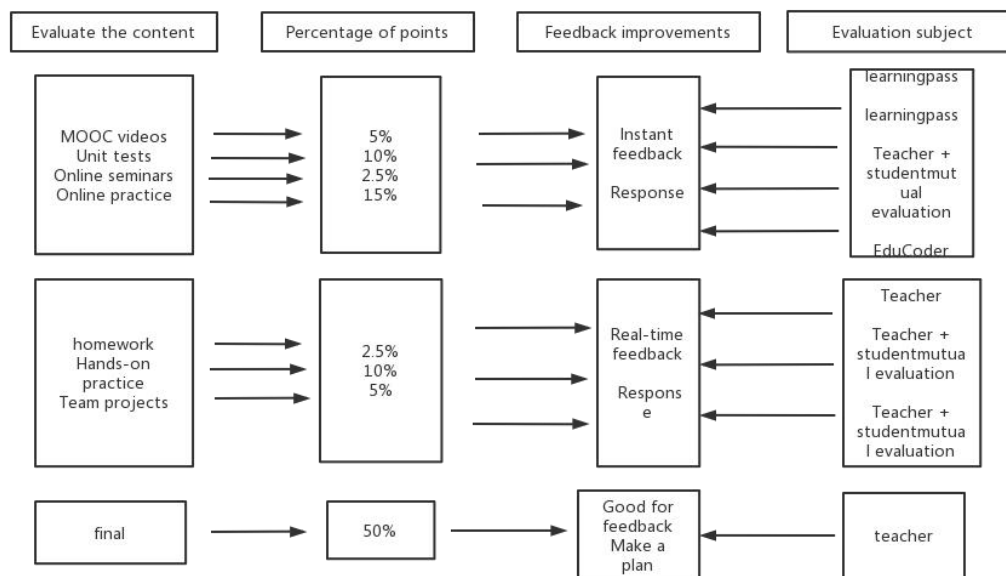 Evaluate the content
Percentage of points
Feedback improvements
Evaluation subject
MOOC videos
Unit tests
Online seminars
Online practice
5%
10%
2.5%
15%
Instant
feedback
Response
learningpass
learningpass
Teacher +
studentmut
ual
evaluation
EduCoder
homework
Hands-on
practice
Team projects
2.5%
10%
5%
Real-time
feedback
Respons
e
Teacher
Teacher +
studentmutua
l evaluation
Teacher +
studentmutua
l evaluation
final
50%
Good for
feedback
Make a
plan
teacher